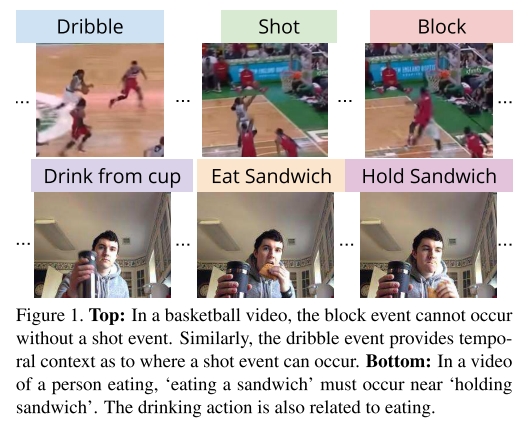 Dribble Shot Block
... ... ... ...
Drink from cup Eat Sandwich Hold Sandwich
... ... ... ...
Figure 1. Top: In a basketball video, the block event cannot occur
without a shot event. Similarly, the dribble event provides tempo-
ral context as to where a shot event can occur. Bottom: In a video
of a person eating, ‘eating a sandwich’ must occur near ‘holding
sandwich’. The drinking action is also related to eating.